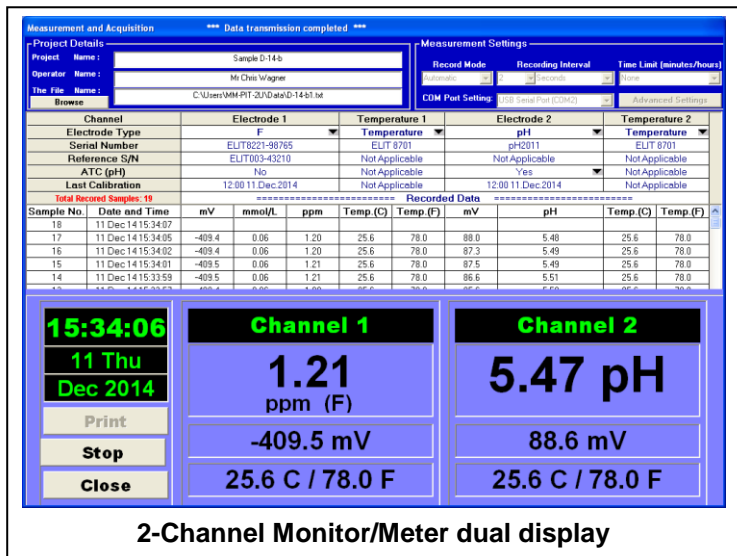 Measurement and Acquisition *** Data transmission completed ***
Project Details
Project Name : Sample D-14-b
Operator Name : Mr Chris Wagner
The File Name : C:\Users\MM-PIT-2U\Data\D-14-b1.txt
Browse
Measurement Settings
Record Mode Recording Interval Time Limit (minutes/hours)
Automatic 2 Seconds None
COM Port Setting: USB Serial Port (COM2) Advanced Settings
Channel Electrode 1 Temperature 1 Electrode 2 Temperature 2
Electrode Type F Temperature pH Temperature
Serial Number ELIT8221-98765 ELIT 8701 pH2011 ELIT 8701
Reference S/N ELIT003-43210 Not Applicable Not Applicable Not Applicable
ATC (pH) No Not Applicable Yes Not Applicable
Last Calibration 12:00 11.Dec.2014 Not Applicable 12:00 11.Dec.2014 Not Applicable
Total Recored Samples: 19 ======================== Recorded Data ========================
Sample No. Date and Time mV mmol/L ppm Temp.(C) Temp.(F) mV pH Temp.(C) Temp.(F)
18 11 Dec 14 15:34:07
17 11 Dec 14 15:34:05 -409.4 0.06 1.20 25.6 78.0 88.0 5.48 25.6 78.0
16 11 Dec 14 15:34:02 -409.4 0.06 1.20 25.6 78.0 87.3 5.49 25.6 78.0
15 11 Dec 14 15:34:01 -409.5 0.06 1.21 25.6 78.0 87.5 5.49 25.6 78.0
14 11 Dec 14 15:33:59 -409.5 0.06 1.21 25.6 78.0 86.6 5.51 25.6 78.0
15:34:06
11 Thu
Dec 2014
Print
Stop
Close
Channel 1
1.21
ppm (F)
-409.5 mV
25.6 C / 78.0 F
Channel 2
5.47 pH
88.6 mV
25.6 C / 78.0 F
2-Channel Monitor/Meter dual display